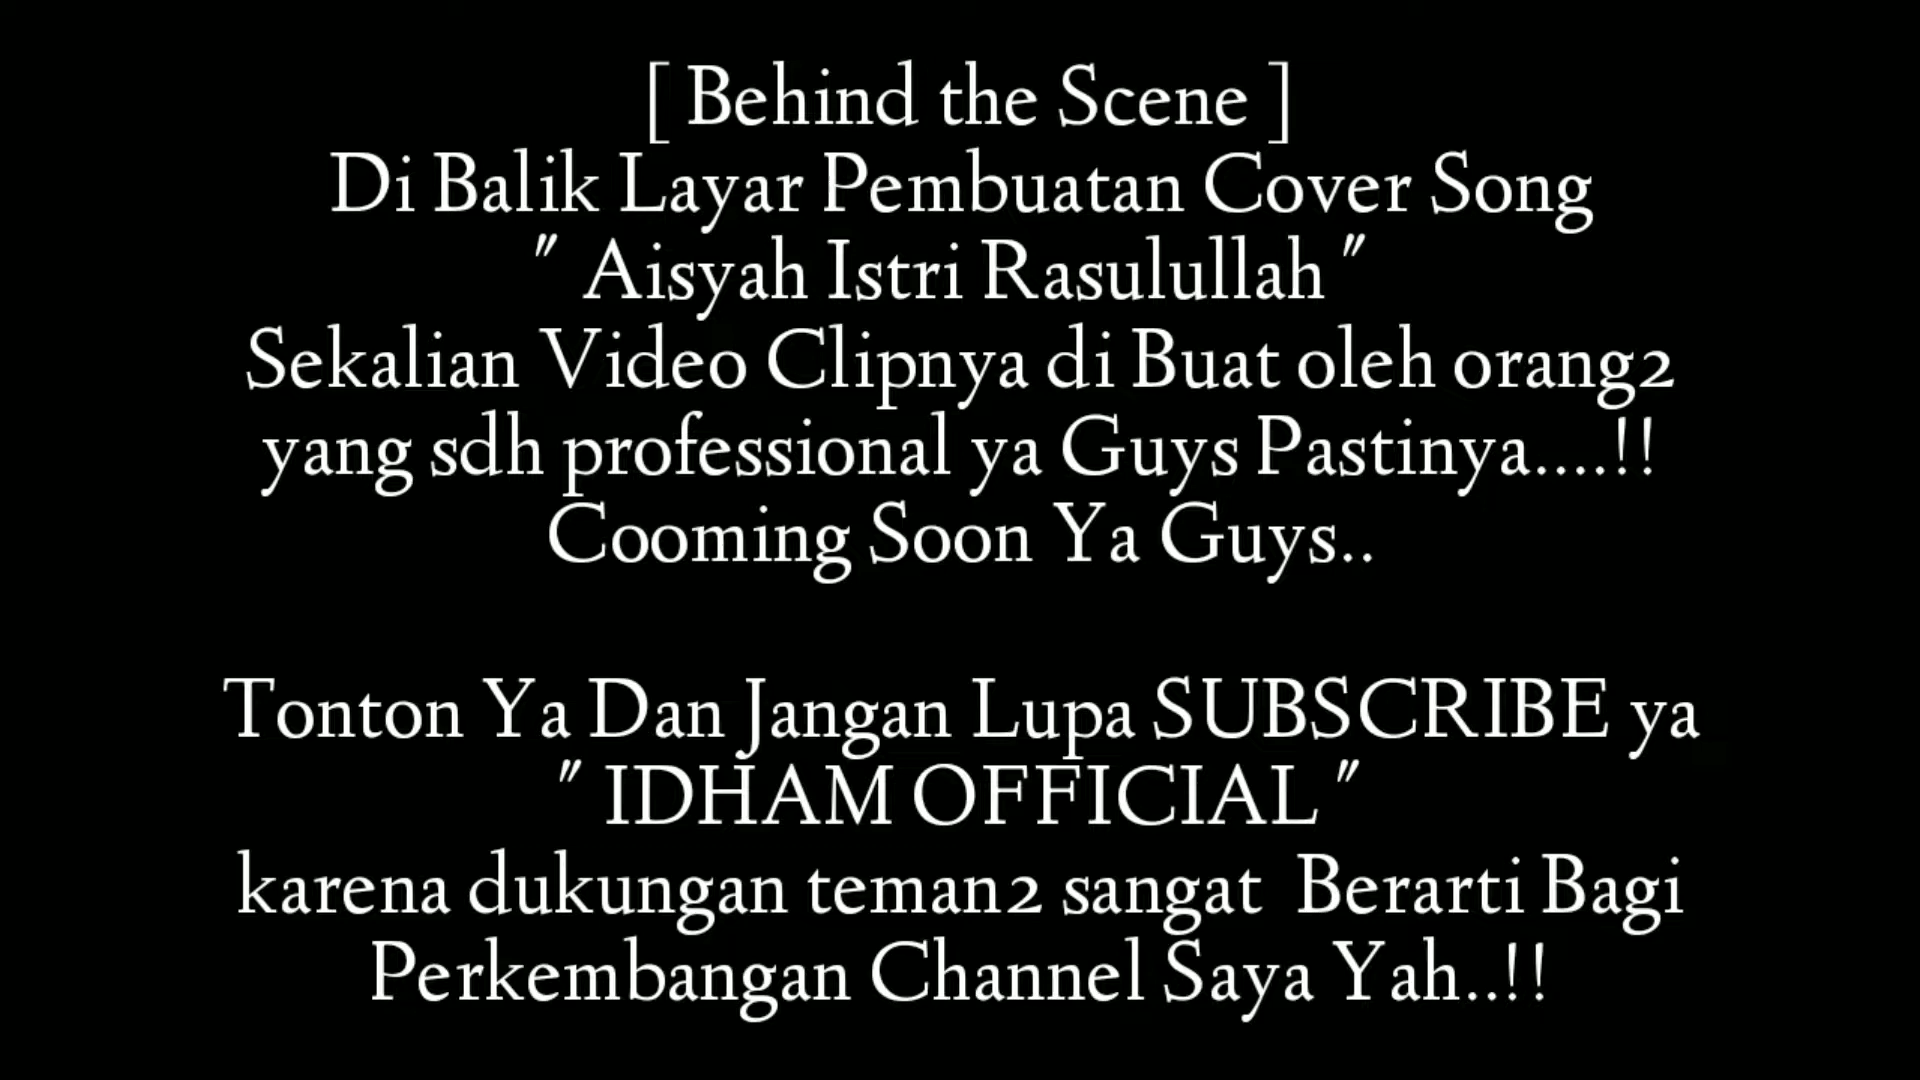 [ Behind the Scene ]
Di Balik Layar Pembuatan Cover Song
" Aisyah Istri Rasulullah "
Sekalian Video Clipnya di Buat oleh orang2
yang sdh professional ya Guys Pastinya....!!
Cooming Soon Ya Guys..
Tonton Ya Dan Jangan Lupa SUBSCRIBE ya
" IDHAM OFFICIAL "
karena dukungan teman2 sangat  Berarti Bagi
Perkembangan Channel Saya Yah..!!